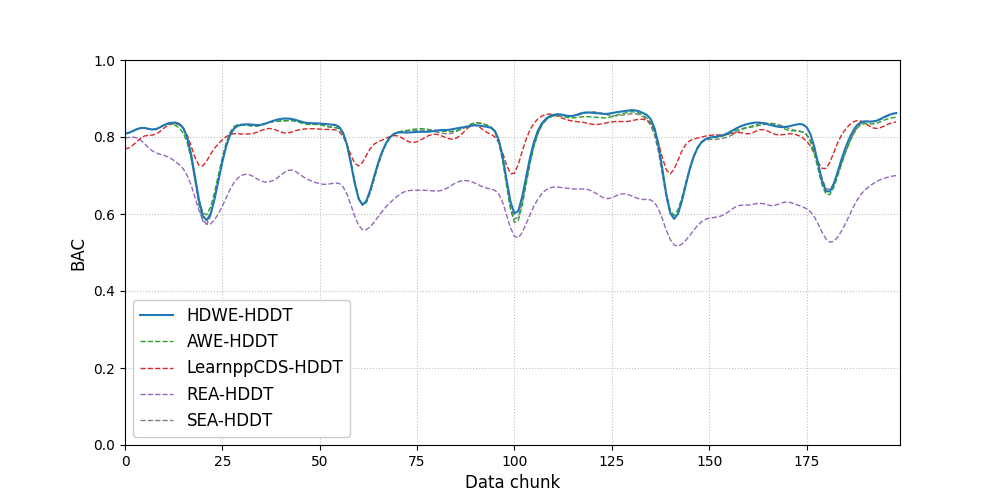 1.0
0.8
0.6
0.4
0.2
0.0
BAC
HDWE-HDDT
AWE-HDDT
LearnppCDS-HDDT
REA-HDDT
SEA-HDDT
0 25 50 75 100 125 150 175
Data chunk